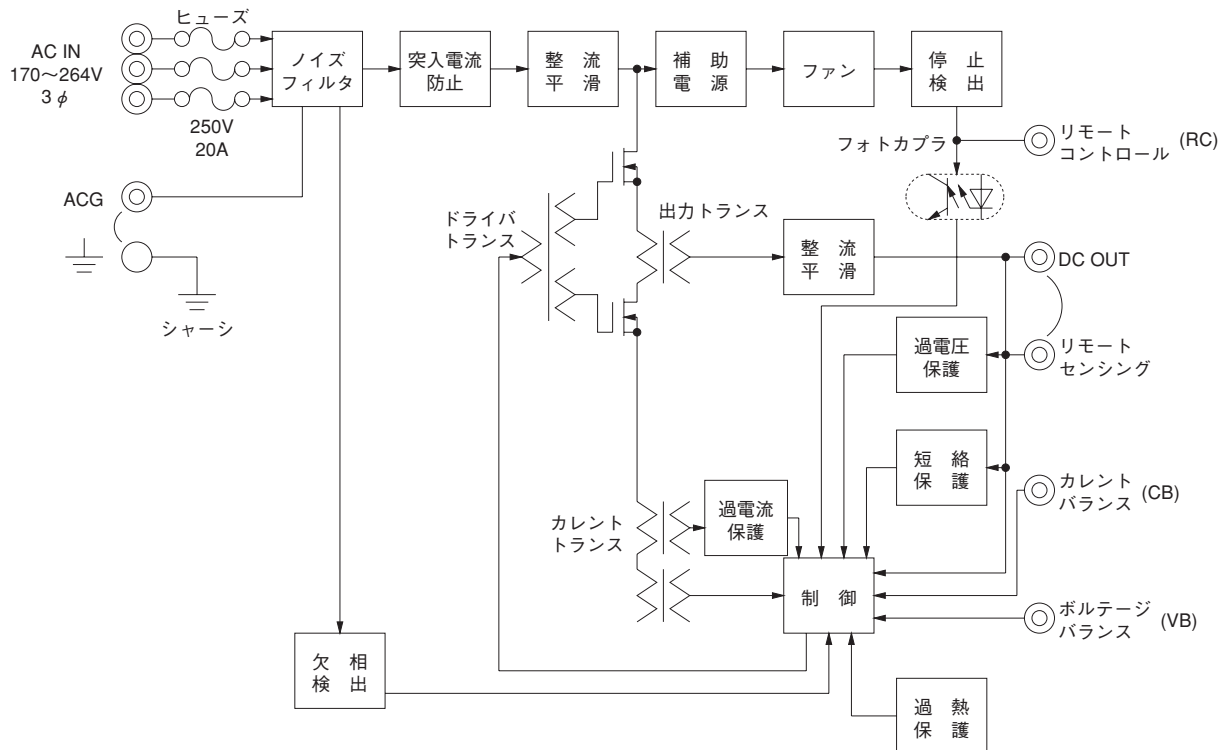 ヒューズ
AC IN
170〜264V
3φ
250V
20A
ノイズ
フィルタ
突入電流
防止
整 流
平 滑
補 助
電 源
ファン
停 止
検 出
フォトカプラ
リモート
コントロール (RC)
ACG
シャーシ
ドライバ
トランス
出力トランス
整 流
平 滑
DC OUT
過電圧
保護
リモート
センシング
短 絡
保 護
カレント
バランス (CB)
カレント
トランス
過電流
保護
制 御
ボルテージ
バランス (VB)
欠 相
検 出
過 熱
保 護